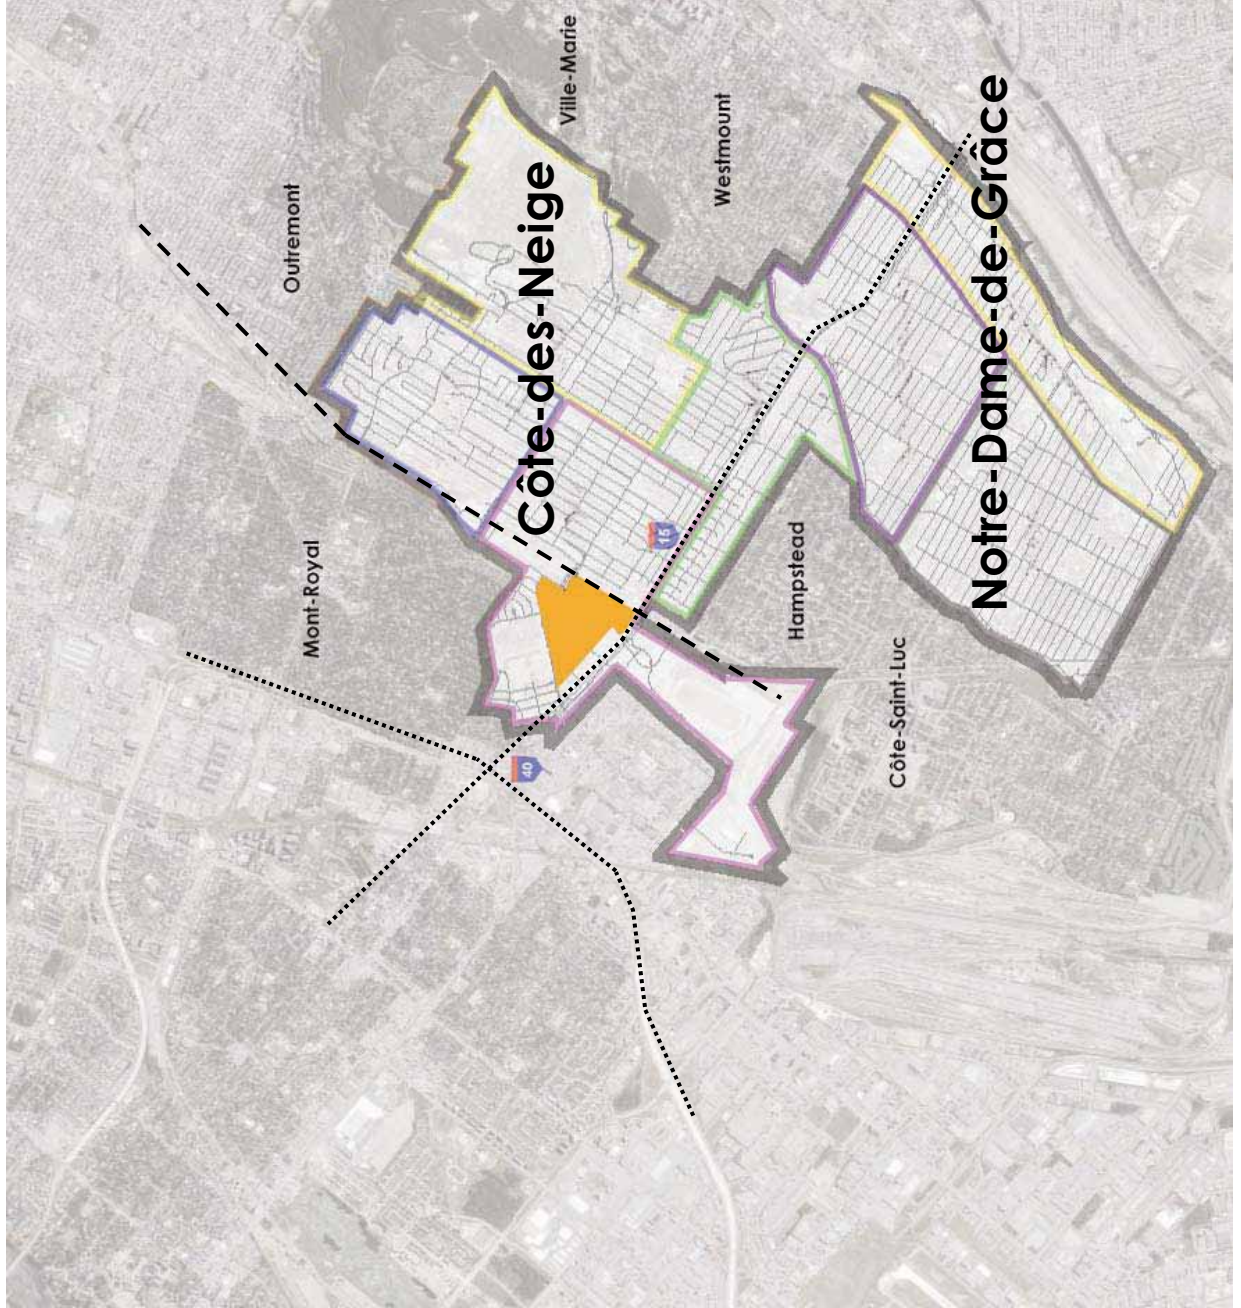 Ville-Marie
Outremont
Westmount
Côte-des-Neige
Notre-Dame-de-Grâce
Mont-Royal
15
Hampstead
40
Côte-Saint-Luc